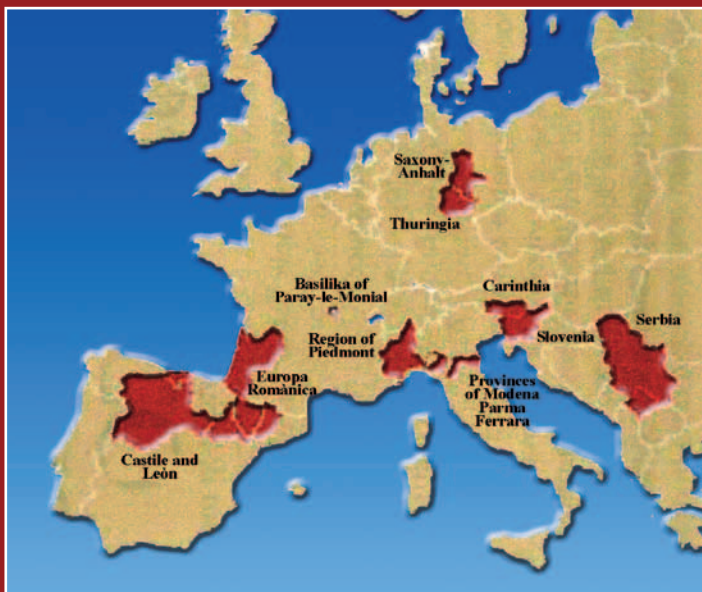 Saxony-
Anhalt
Thuringia
Basilika of
Paray-le-Monial
Carinthia
Region of
Piedmont
Slovenia
Serbia
Europa
Romànica
Provinces
of Modena
Parma
Ferrara
Castile and
Leòn